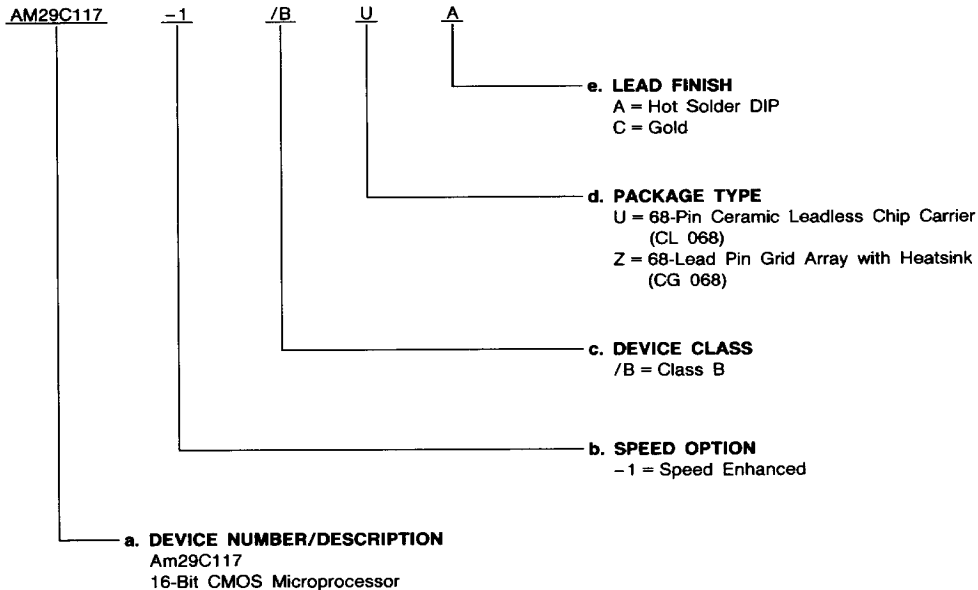 AM29C117 -1 /B U A
e. LEAD FINISH
A = Hot Solder DIP
C = Gold
d. PACKAGE TYPE
U = 68-Pin Ceramic Leadless Chip Carrier
(CL 068)
Z = 68-Lead Pin Grid Array with Heatsink
(CG 068)
c. DEVICE CLASS
/B = Class B
b. SPEED OPTION
-1 = Speed Enhanced
a. DEVICE NUMBER/DESCRIPTION
Am29C117
16-Bit CMOS Microprocessor